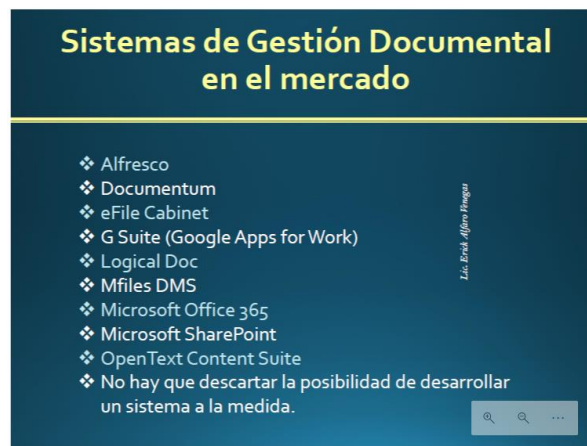 Sistemas de Gestión Documental
en el mercado
❖ Alfresco
❖ Documentum
❖ eFile Cabinet
❖ G Suite (Google Apps for Work)
❖ Logical Doc
❖ Mfiles DMS
❖ Microsoft Office 365
❖ Microsoft SharePoint
❖ OpenText Content Suite
❖ No hay que descartar la posibilidad de desarrollar
un sistema a la medida.
Lic. Erick Alfaro Venegas